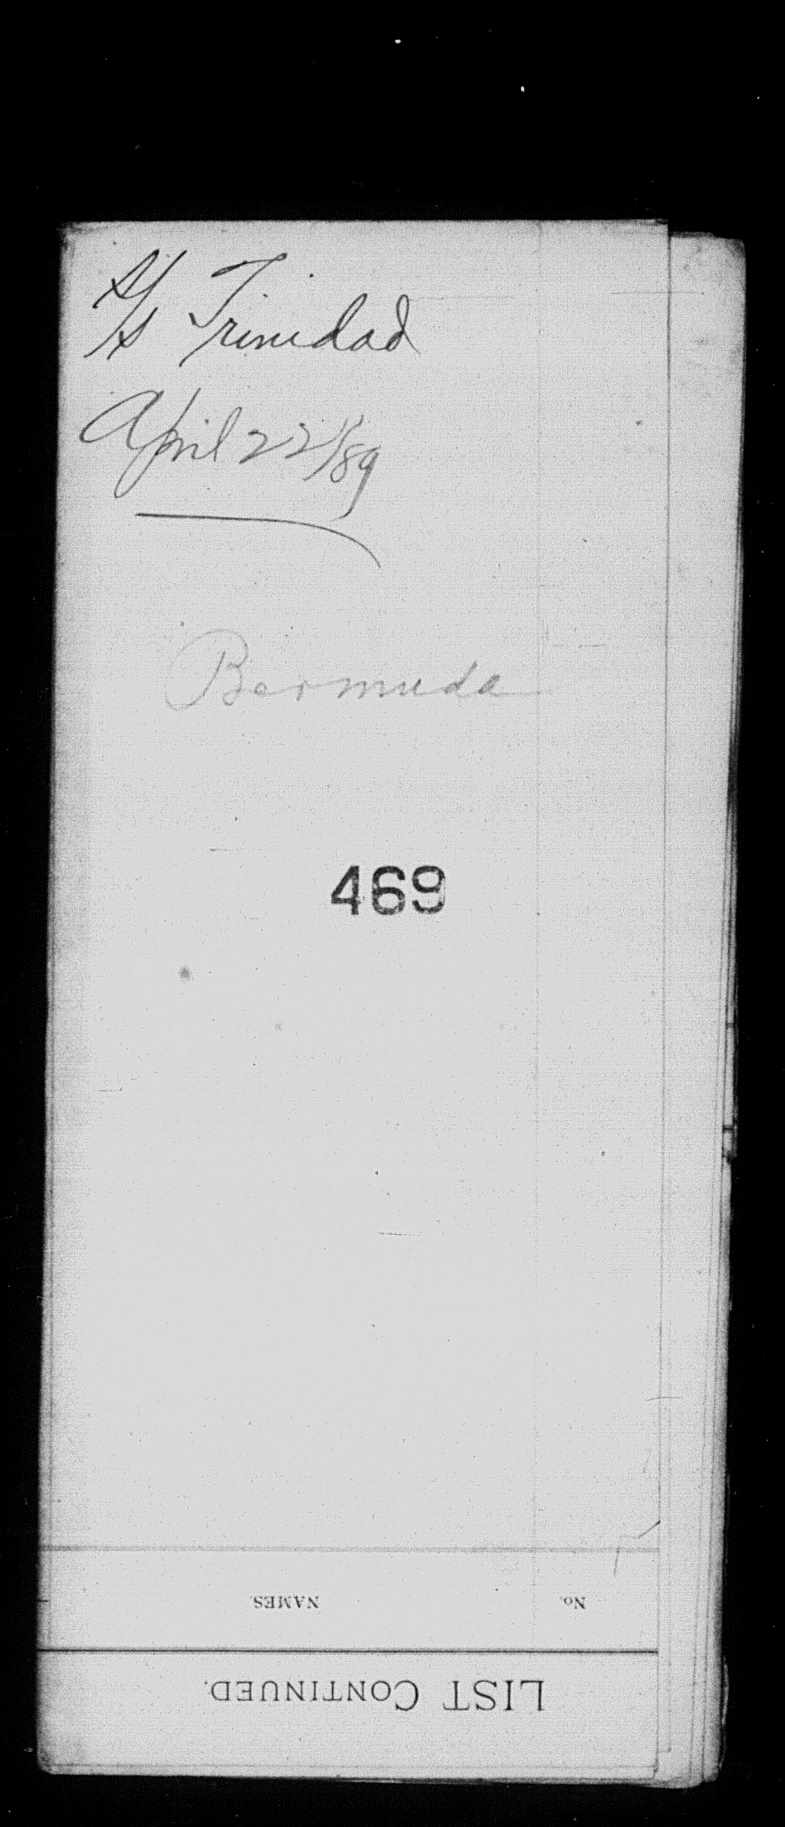 S/S Trinidad
April 22/89
Bermuda
469
No. NAMES.
LIST CONTINUED.